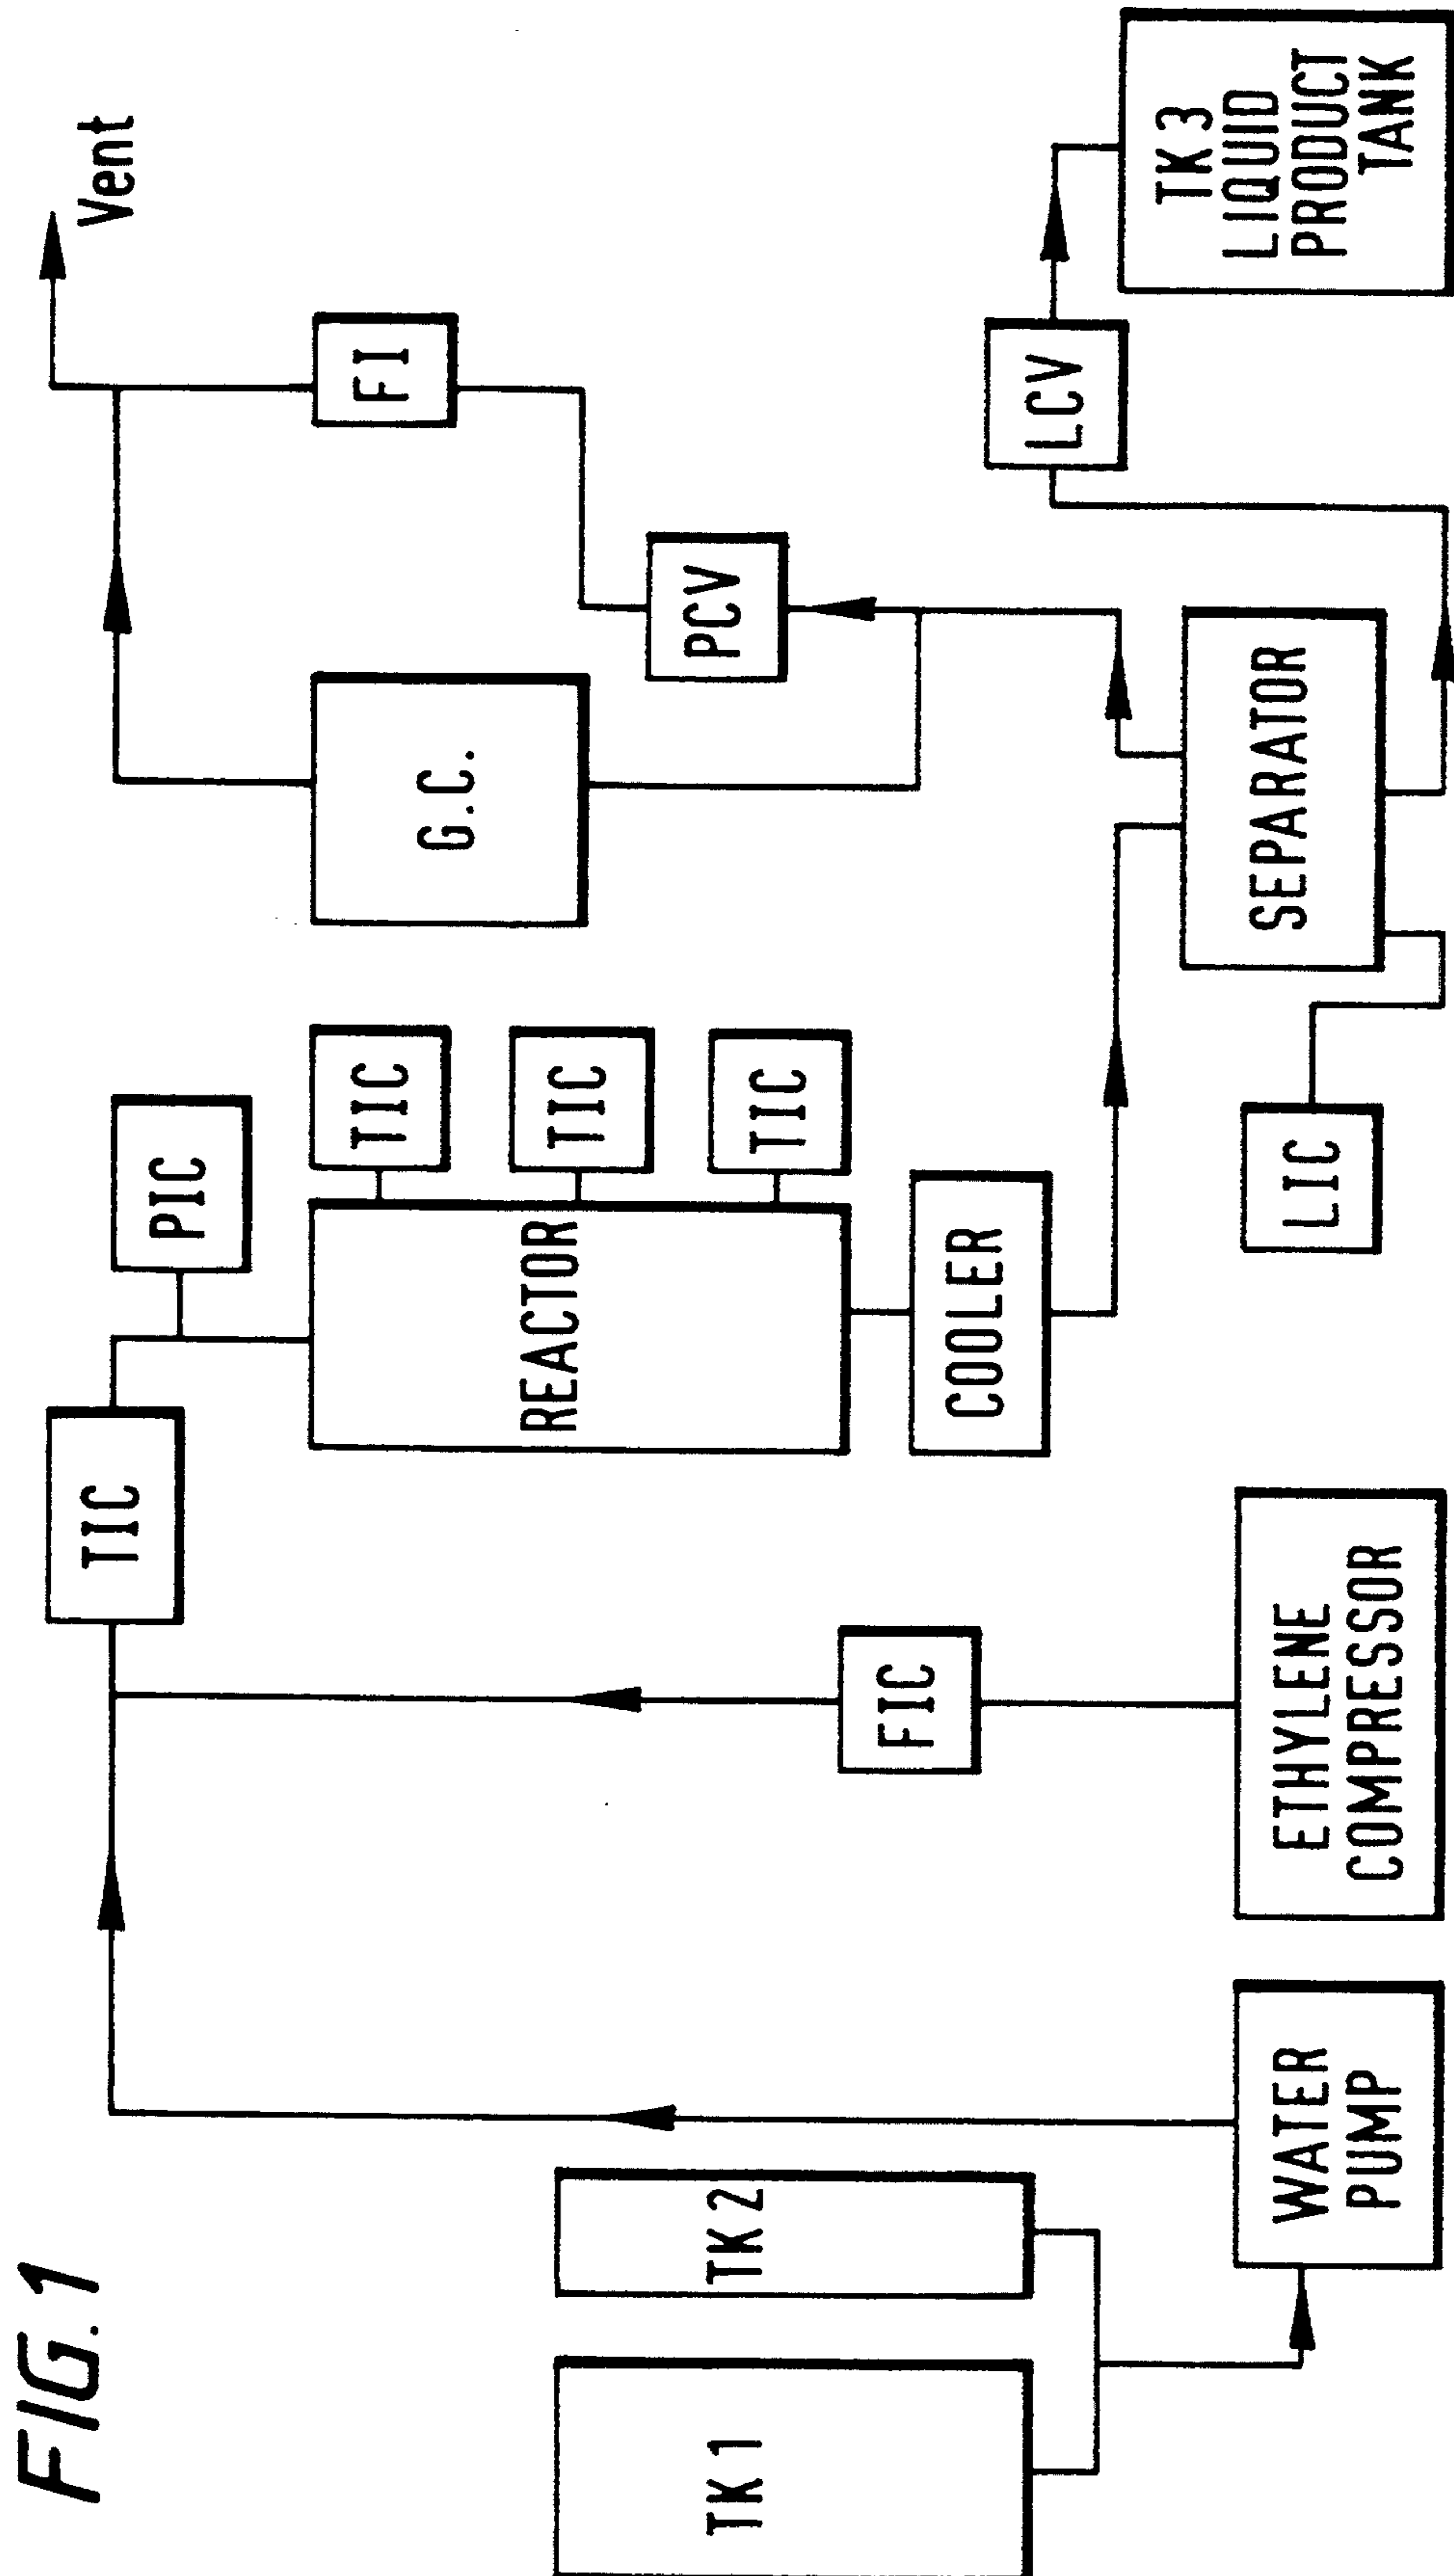 FIG. 1
TK 1
TK 2
WATER
PUMP
ETHYLENE
COMPRESSOR
FIC
TIC
PIC
REACTOR
TIC
TIC
TIC
COOLER
LIC
SEPARATOR
G.C.
PCV
FI
Vent
LCV
TK 3
LIQUID
PRODUCT
TANK